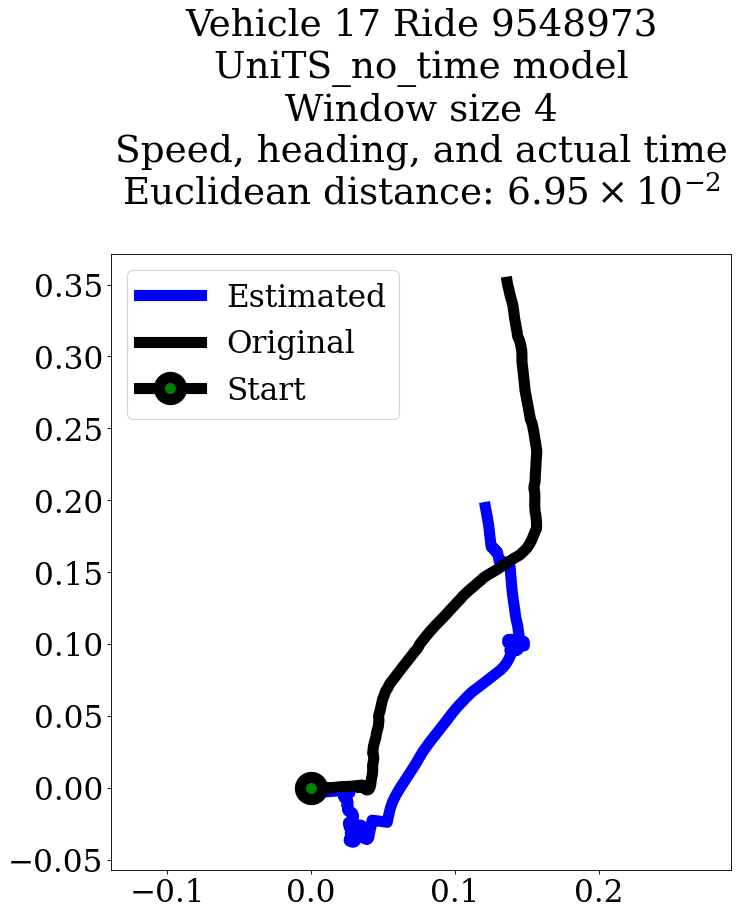 Vehicle 17 Ride 9548973
UniTS_no_time model
Window size 4
Speed, heading, and actual time
Euclidean distance: 6.95 × 10⁻²
Estimated
Original
Start
0.35
0.30
0.25
0.20
0.15
0.10
0.05
0.00
−0.05
−0.1 0.0 0.1 0.2